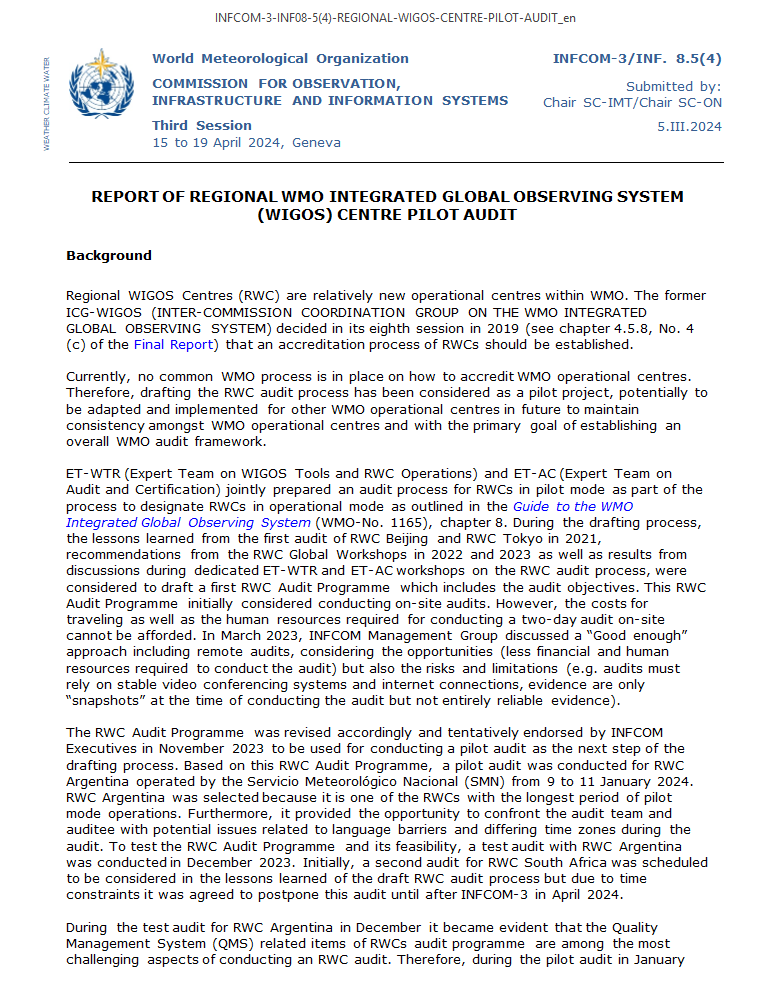 INFCOM-3-INF08-5(4)-REGIONAL-WIGOS-CENTRE-PILOT-AUDIT_en
WEATHER CLIMATE WATER
World Meteorological Organization
COMMISSION FOR OBSERVATION,
INFRASTRUCTURE AND INFORMATION SYSTEMS
Third Session
15 to 19 April 2024, Geneva
INFCOM-3/INF. 8.5(4)
Submitted by:
Chair SC-IMT/Chair SC-ON
5.III.2024
REPORT OF REGIONAL WMO INTEGRATED GLOBAL OBSERVING SYSTEM
(WIGOS) CENTRE PILOT AUDIT
Background
Regional WIGOS Centres (RWC) are relatively new operational centres within WMO. The former
ICG-WIGOS (INTER-COMMISSION COORDINATION GROUP ON THE WMO INTEGRATED
GLOBAL OBSERVING SYSTEM) decided in its eighth session in 2019 (see chapter 4.5.8, No. 4
(c) of the Final Report) that an accreditation process of RWCs should be established.
Currently, no common WMO process is in place on how to accredit WMO operational centres.
Therefore, drafting the RWC audit process has been considered as a pilot project, potentially to
be adapted and implemented for other WMO operational centres in future to maintain
consistency amongst WMO operational centres and with the primary goal of establishing an
overall WMO audit framework.
ET-WTR (Expert Team on WIGOS Tools and RWC Operations) and ET-AC (Expert Team on
Audit and Certification) jointly prepared an audit process for RWCs in pilot mode as part of the
process to designate RWCs in operational mode as outlined in the Guide to the WMO
Integrated Global Observing System (WMO-No. 1165), chapter 8. During the drafting process,
the lessons learned from the first audit of RWC Beijing and RWC Tokyo in 2021,
recommendations from the RWC Global Workshops in 2022 and 2023 as well as results from
discussions during dedicated ET-WTR and ET-AC workshops on the RWC audit process, were
considered to draft a first RWC Audit Programme which includes the audit objectives. This RWC
Audit Programme initially considered conducting on-site audits. However, the costs for
traveling as well as the human resources required for conducting a two-day audit on-site
cannot be afforded. In March 2023, INFCOM Management Group discussed a “Good enough”
approach including remote audits, considering the opportunities (less financial and human
resources required to conduct the audit) but also the risks and limitations (e.g. audits must
rely on stable video conferencing systems and internet connections, evidence are only
“snapshots” at the time of conducting the audit but not entirely reliable evidence).
The RWC Audit Programme was revised accordingly and tentatively endorsed by INFCOM
Executives in November 2023 to be used for conducting a pilot audit as the next step of the
drafting process. Based on this RWC Audit Programme, a pilot audit was conducted for RWC
Argentina operated by the Servicio Meteorológico Nacional (SMN) from 9 to 11 January 2024.
RWC Argentina was selected because it is one of the RWCs with the longest period of pilot
mode operations. Furthermore, it provided the opportunity to confront the audit team and
auditee with potential issues related to language barriers and differing time zones during the
audit. To test the RWC Audit Programme and its feasibility, a test audit with RWC Argentina
was conducted in December 2023. Initially, a second audit for RWC South Africa was scheduled
to be considered in the lessons learned of the draft RWC audit process but due to time
constraints it was agreed to postpone this audit until after INFCOM-3 in April 2024.
During the test audit for RWC Argentina in December it became evident that the Quality
Management System (QMS) related items of RWCs audit programme are among the most
challenging aspects of conducting an RWC audit. Therefore, during the pilot audit in January